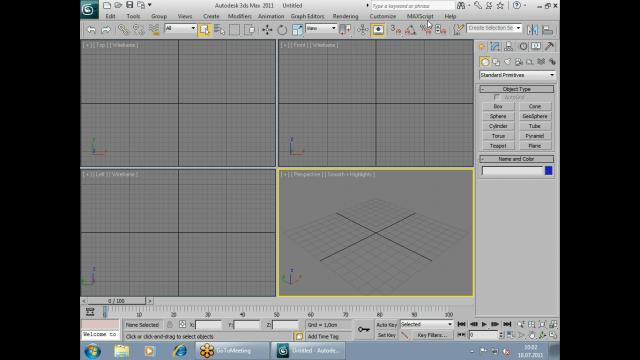 Autodesk 3ds Max 2011 Untitled
Type a keyword or phrase
Edit Tools Group Views Create Modifiers Animation Graph Editors Rendering Customize MAXScript Help
All View Create Selection Se
[ + ] [ Top ] [ Wireframe ]
[ + ] [ Front ] [ Wireframe ]
Standard Primitives
Object Type
AutoGrid
Box Cone
Sphere GeoSphere
Cylinder Tube
Torus Pyramid
Teapot Plane
Name and Color
[ + ] [ Left ] [ Wireframe ]
[ + ] [ Perspective ] [ Smooth + Highlights ]
0 / 100
0 10 20 30 40 50 60 70 80 90 100
None Selected X: Y: Z: Grid = 1,0cm Auto Key Selected
Welcome to Click or click-and-drag to select objects Add Time Tag Set Key Key Filters... 0
GoToMeeting Untitled - Autodes...
10:02
18.07.2011